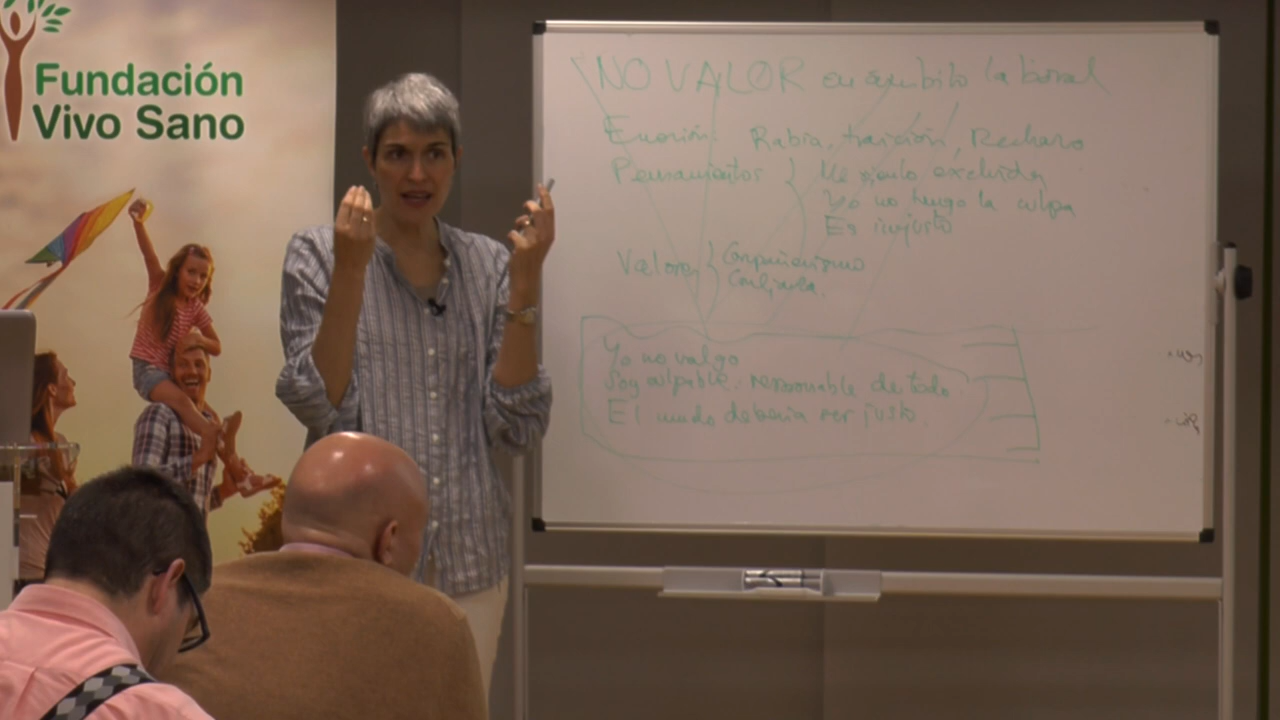 Fundación
Vivo Sano
NO VALOR en ámbito laboral
Emoción: Rabia, traición, Rechazo
Pensamientos } Me siento excluida
Yo no tengo la culpa
Es injusto
Valores { Compañerismo
Confianza.
Yo no valgo
Soy culpable. responsable de todo.
El mundo debería ser justo.